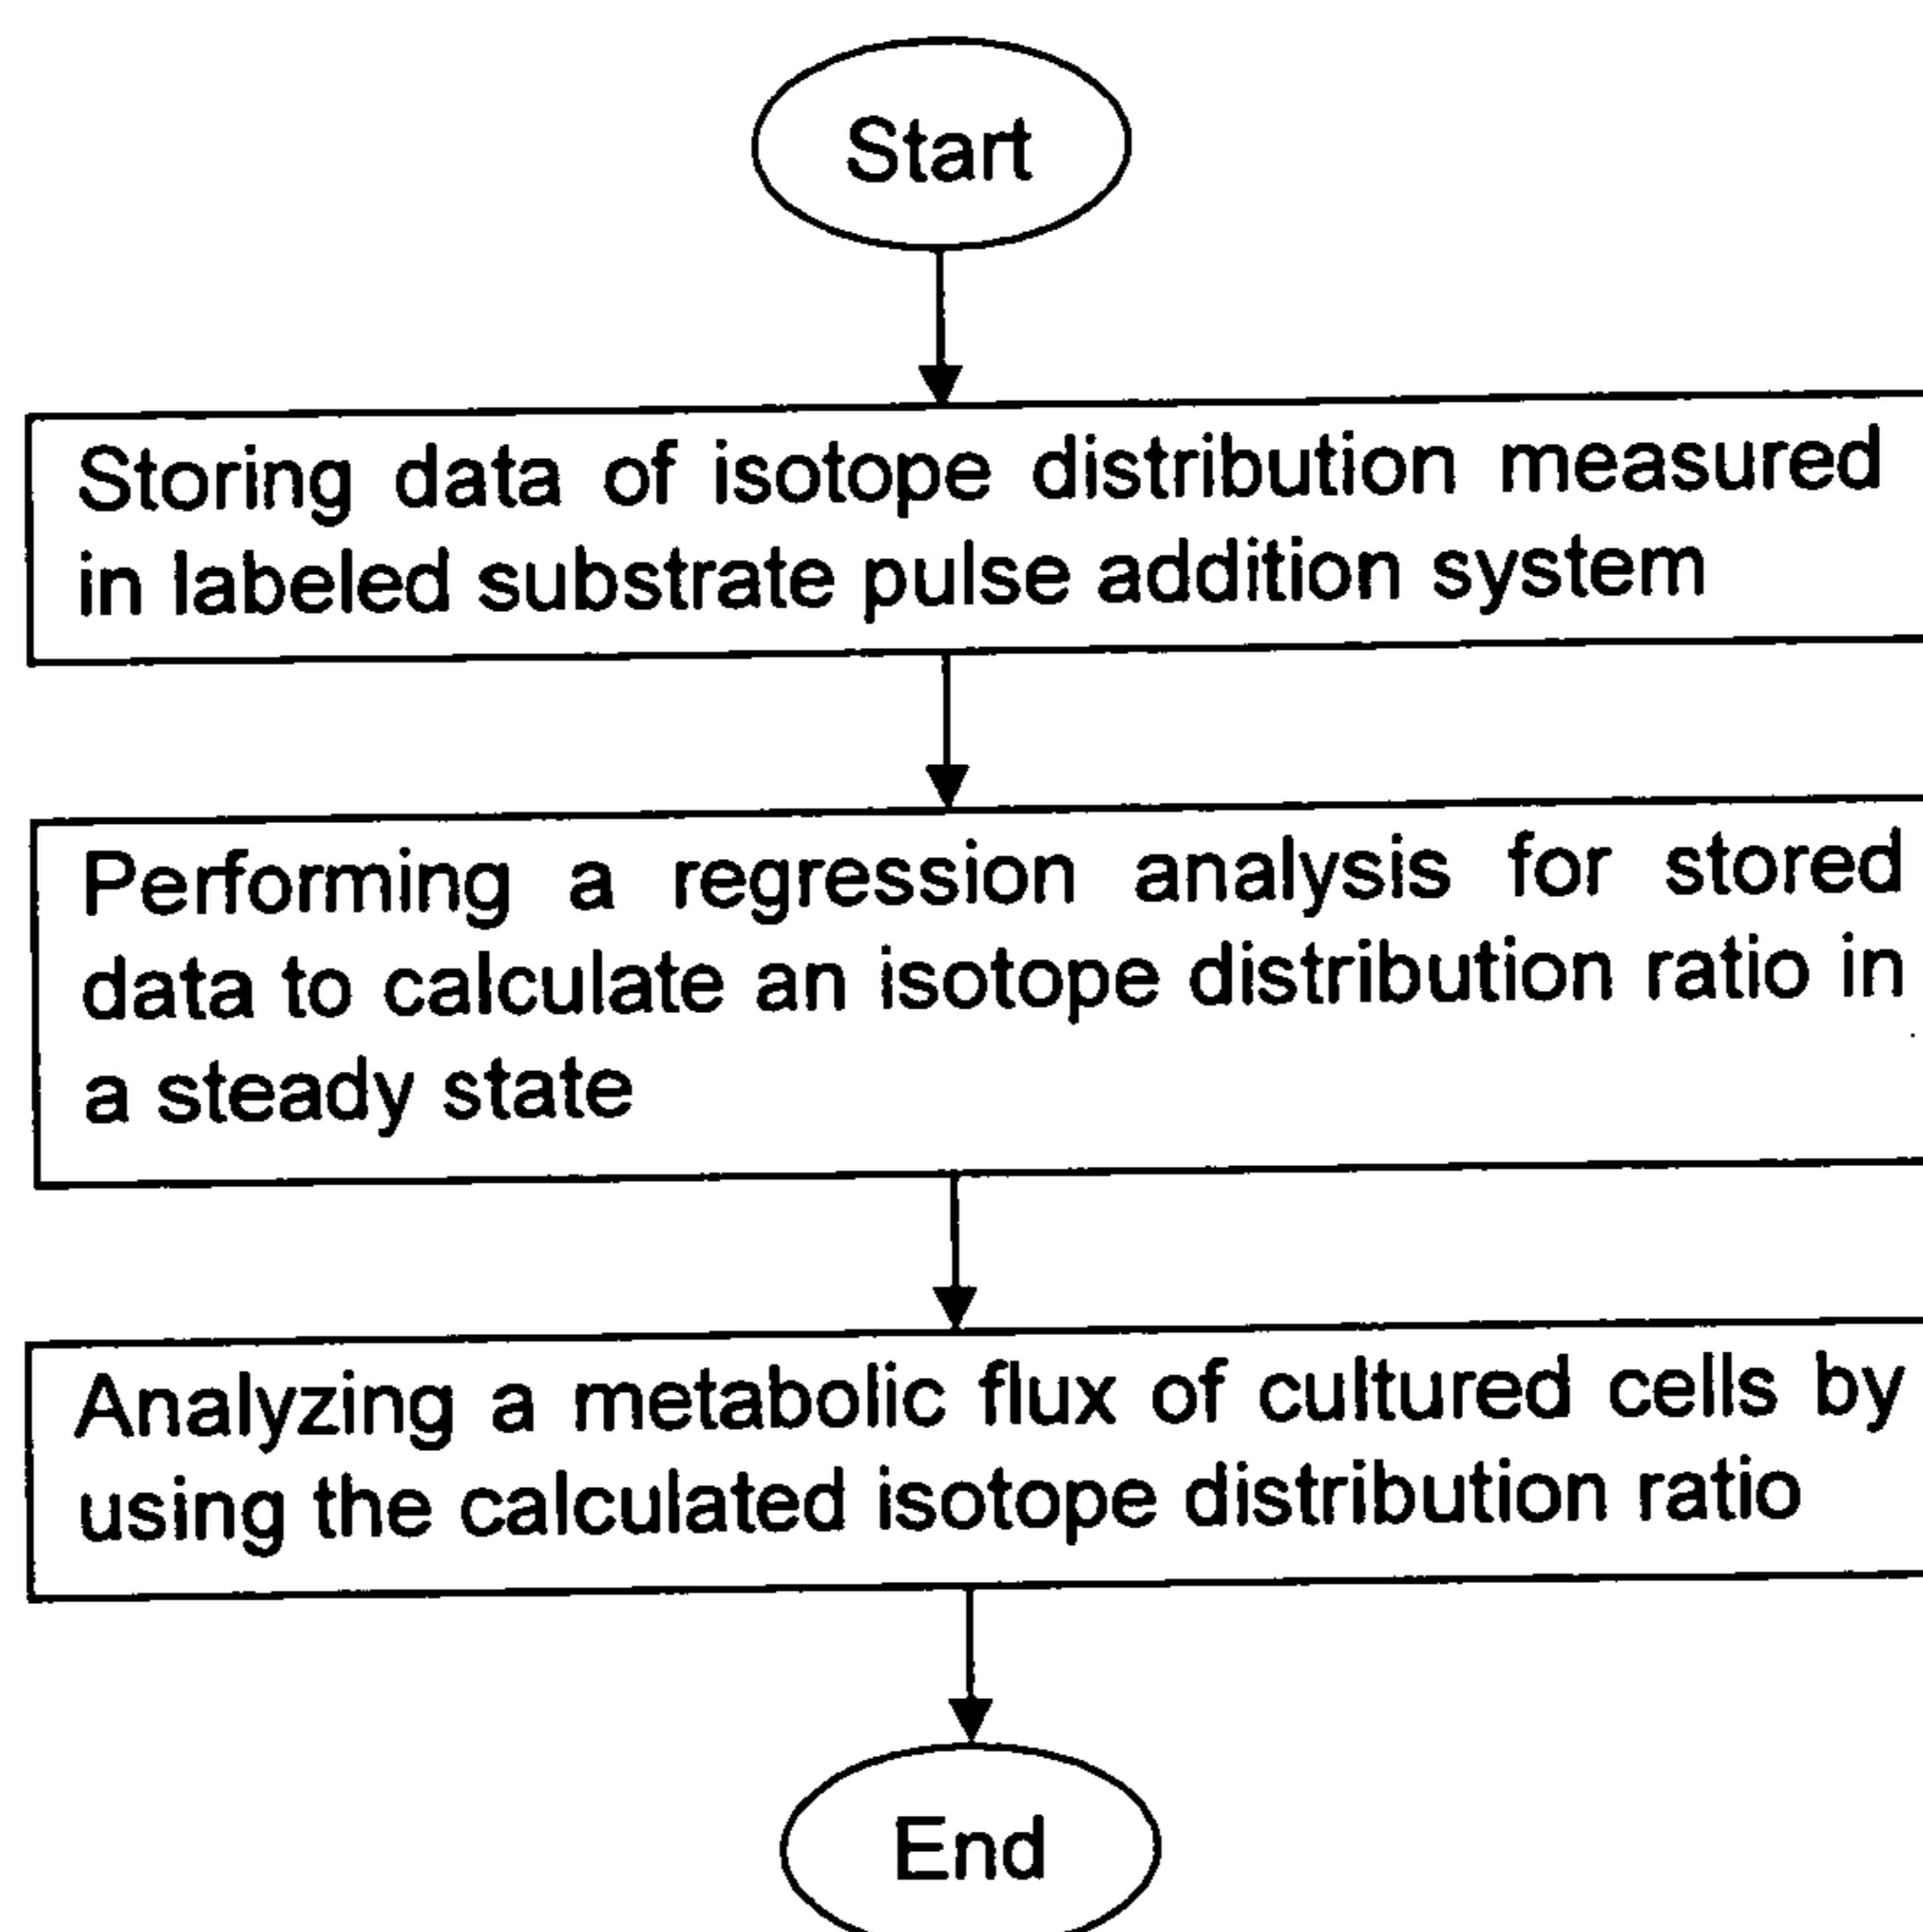 Start
Storing data of isotope distribution measured
in labeled substrate pulse addition system
Performing a regression analysis for stored
data to calculate an isotope distribution ratio in
a steady state
Analyzing a metabolic flux of cultured cells by
using the calculated isotope distribution ratio
End